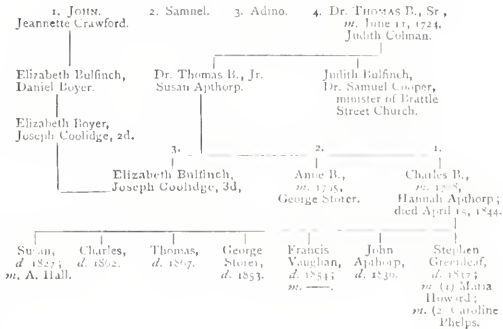 1. JOHN. 2. Samnel. 3. Adino. 4. Dr. THOMAS B., Sr,
Jeannette Crawford. m. June 11, 1724,
Judith Colman.
Elizabeth Bulfinch, Dr. Thomas B., Jr. Judith Bulfinch,
Daniel Boyer. Susan Apthorp. Dr. Samuel Cooper,
minister of Brattle
Street Church.
Elizabeth Boyer,
Joseph Coolidge, 2d.
3. 2. 1.
Elizabeth Bulfinch, Anne B., Charles B.,
Joseph Coolidge, 3d, m.
George Storer. Hannah Apthorp;
died April 15, 1844.
Susan, Charles, Thomas, George Francis John Stephen
d 1827; d. 1862. d. 1867. Storer, Vaughan, Apthorp, Greenleaf,
m. A. Hall. d. 1853. d. 1854; d. 1830. d. 1857;
m. ——. m. (1) Maria
Howard;
m. (2 Caroline
Phelps.